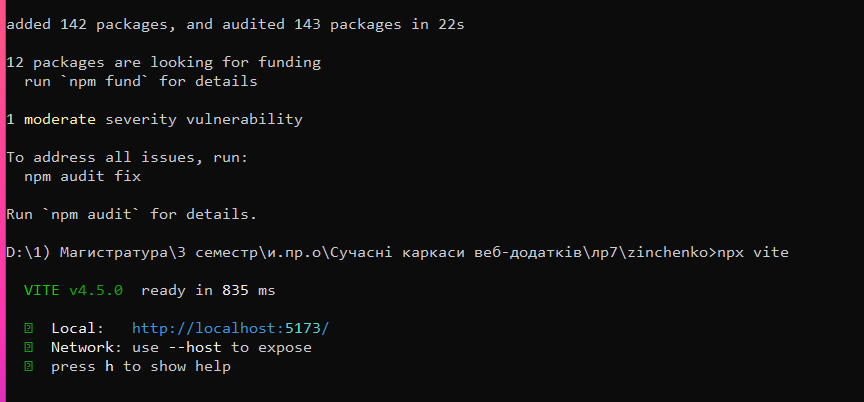 added 142 packages, and audited 143 packages in 22s
12 packages are looking for funding
run `npm fund` for details
1 moderate severity vulnerability
To address all issues, run:
npm audit fix
Run `npm audit` for details.
D:\1) Магистратура\3 семестр\и.пр.о\Сучасні каркаси веб-додатків\лр7\zinchenko>npx vite
VITE v4.5.0 ready in 835 ms
Local: http://localhost:5173/
Network: use --host to expose
press h to show help